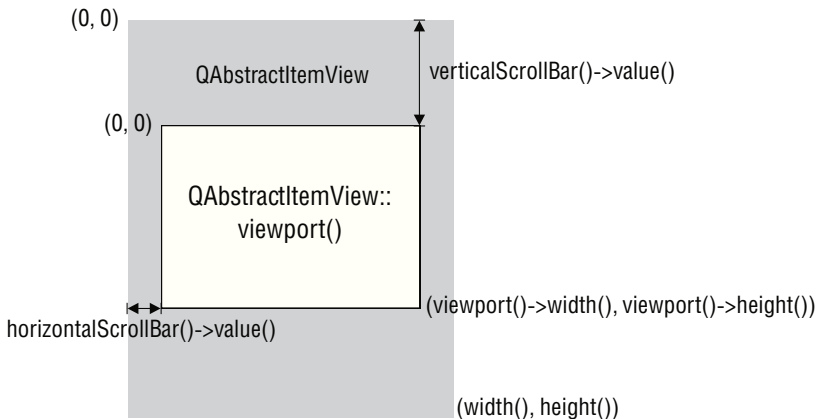 (0, 0)
QAbstractItemView
verticalScrollBar()->value()
(0, 0)
QAbstractItemView::
viewport()
(viewport()->width(), viewport()->height())
horizontalScrollBar()->value()
(width(), height())